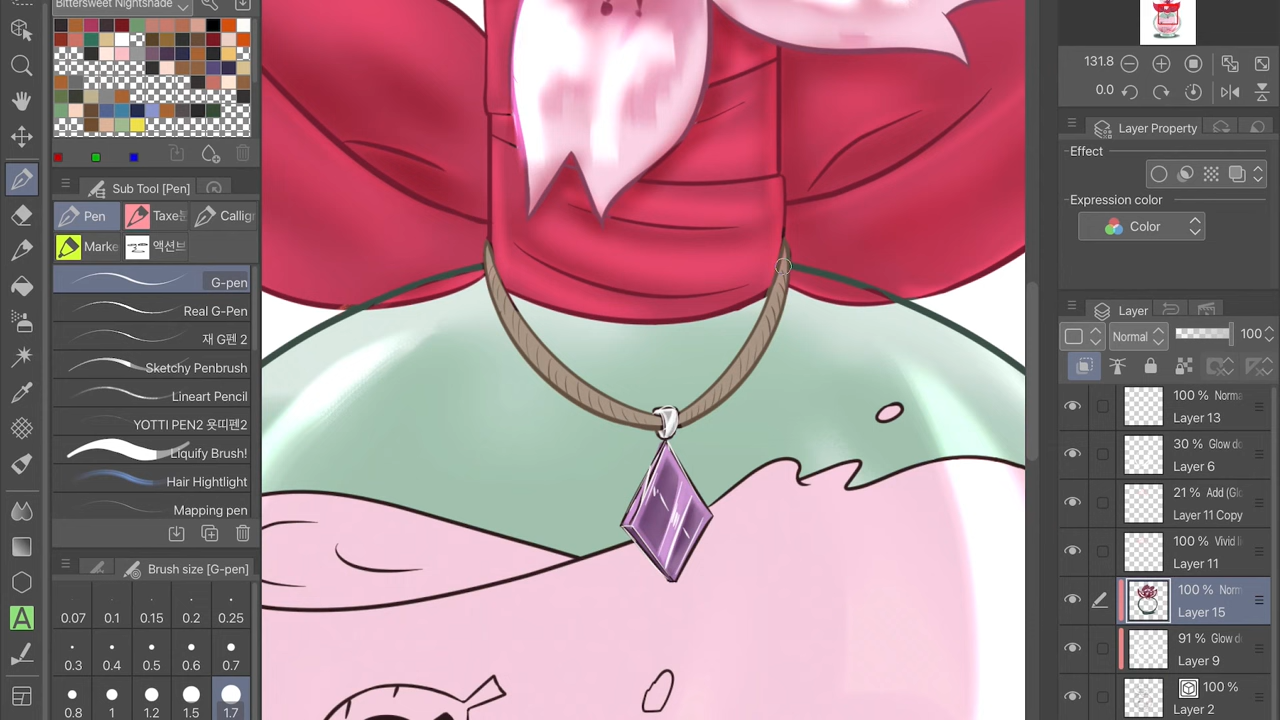 Bittersweet Nightshade
131.8
0.0
Layer Property
Effect
Expression color
Color
Sub Tool [Pen]
Pen
Taxe
Callig
Marke
액션브
G-pen
Real G-Pen
재 G펜 2
Sketchy Penbrush
Lineart Pencil
YOTTI PEN2 욧띠펜2
Liquify Brush!
Hair Hightlight
Mapping pen
Brush size [G-pen]
0.07 0.1 0.15 0.2 0.25
0.3 0.4 0.5 0.6 0.7
0.8 1 1.2 1.5 1.7
A
Layer
Normal 100
100 % Norma
Layer 13
30 % Glow do
Layer 6
21 % Add (Glo
Layer 11 Copy
100 % Vivid li
Layer 11
100 % Norm
Layer 15
91 % Glow do
Layer 9
100 %
Layer 2